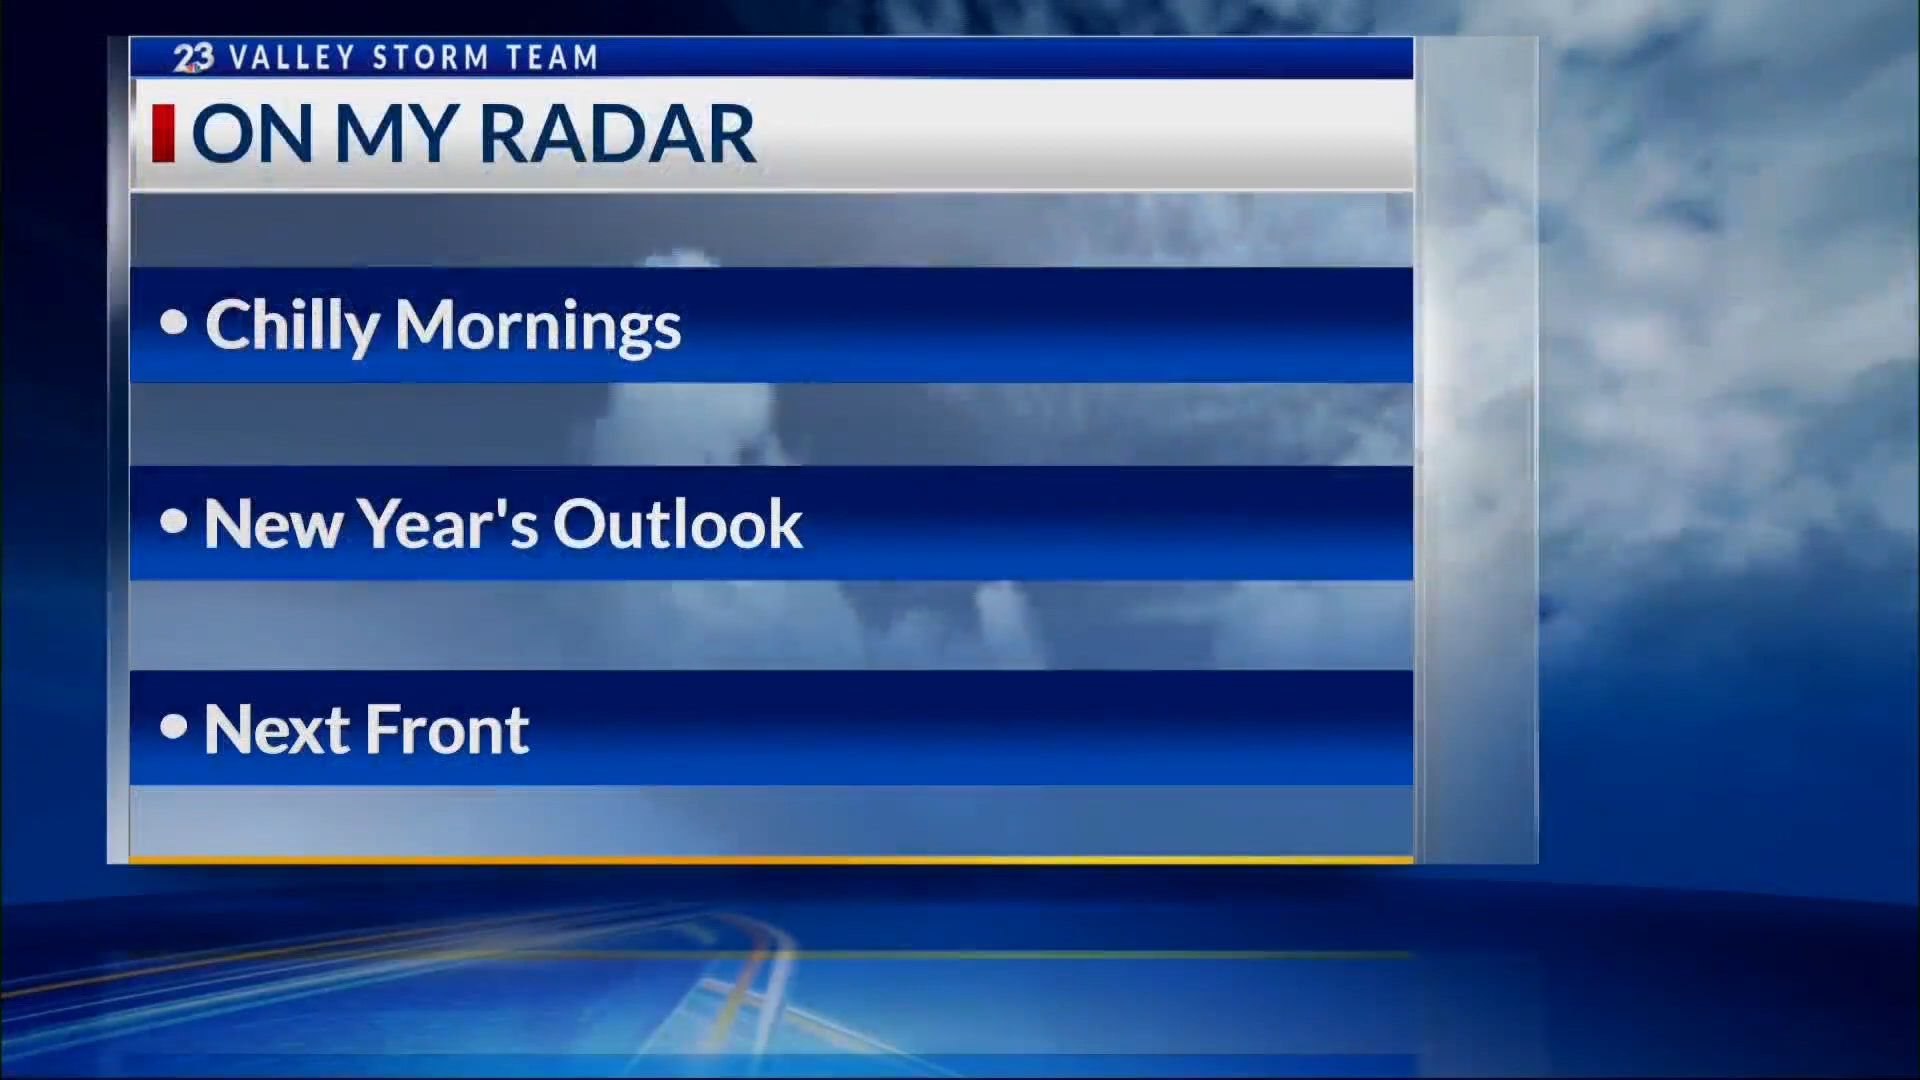 23 VALLEY STORM TEAM
ON MY RADAR
• Chilly Mornings
• New Year's Outlook
• Next Front